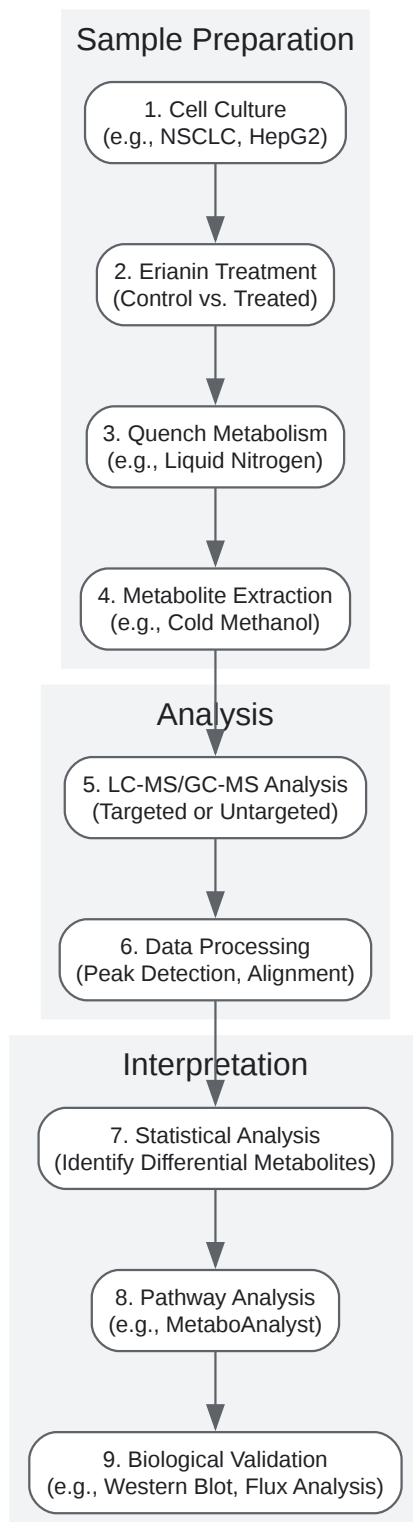 Sample Preparation
1. Cell Culture
(e.g., NSCLC, HepG2)
2. Erianin Treatment
(Control vs. Treated)
3. Quench Metabolism
(e.g., Liquid Nitrogen)
4. Metabolite Extraction
(e.g., Cold Methanol)
Analysis
5. LC-MS/GC-MS Analysis
(Targeted or Untargeted)
6. Data Processing
(Peak Detection, Alignment)
Interpretation
7. Statistical Analysis
(Identify Differential Metabolites)
8. Pathway Analysis
(e.g., MetaboAnalyst)
9. Biological Validation
(e.g., Western Blot, Flux Analysis)